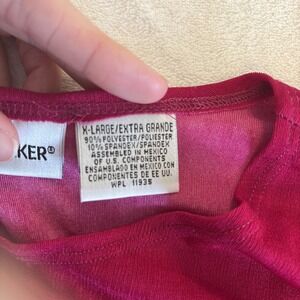 KER®
X-LARGE/EXTRA GRANDE
90% POLYESTER/POLIESTER
10% SPANDEX/SPANDEX
ASSEMBLED IN MEXICO
OF U.S. COMPONENTS
ENSAMBLADO EN MEXICO CON
COMPONENTES DE EE UU.
WPL 11935